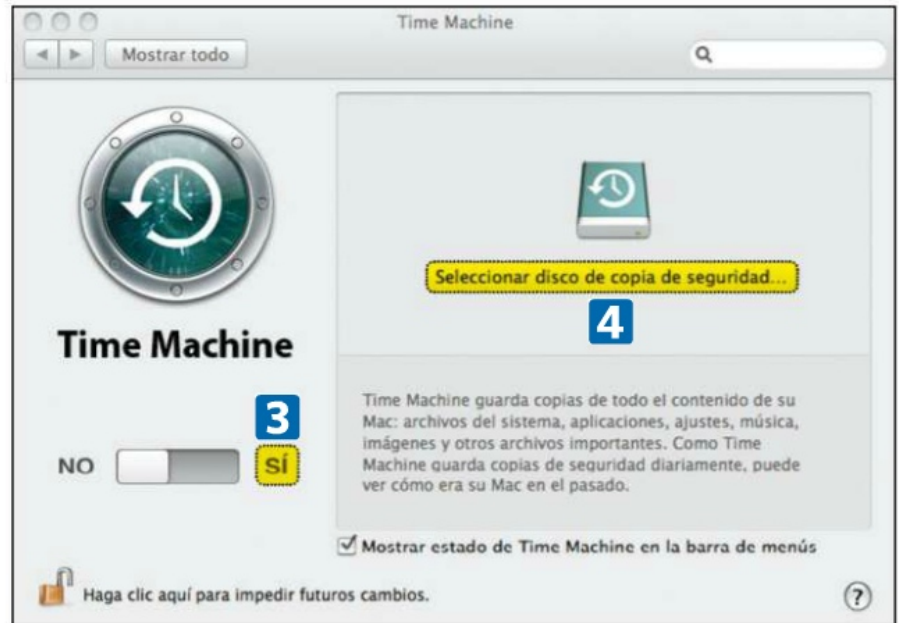 Time Machine
Mostrar todo
Seleccionar disco de copia de seguridad...
4
Time Machine
3
NO
SÍ
Time Machine guarda copias de todo el contenido de su
Mac: archivos del sistema, aplicaciones, ajustes, música,
imágenes y otros archivos importantes. Como Time
Machine guarda copias de seguridad diariamente, puede
ver cómo era su Mac en el pasado.
Mostrar estado de Time Machine en la barra de menús
Haga clic aquí para impedir futuros cambios.
?